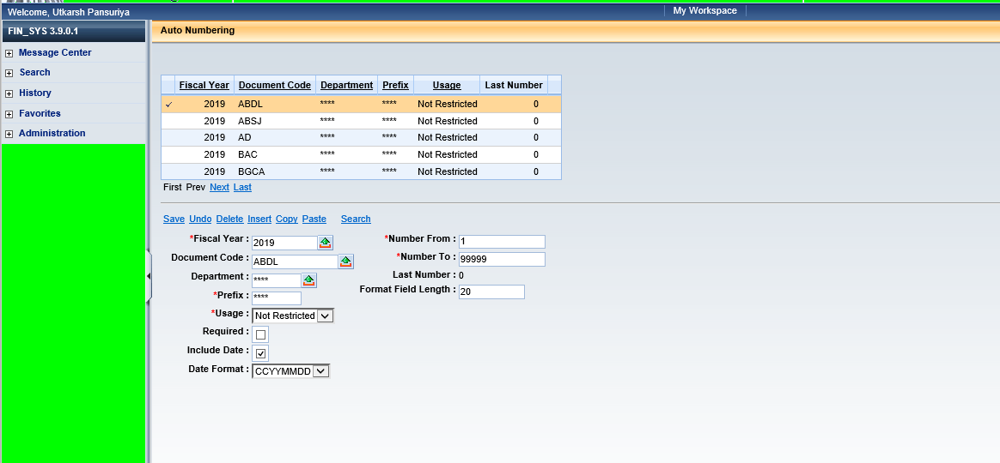 Welcome, Utkarsh Pansuriya
My Workspace
FIN_SYS 3.9.0.1
Message Center
Search
History
Favorites
Administration
Auto Numbering
Fiscal Year Document Code Department Prefix Usage Last Number
2019 ABDL **** **** Not Restricted 0
2019 ABSJ **** **** Not Restricted 0
2019 AD **** **** Not Restricted 0
2019 BAC **** **** Not Restricted 0
2019 BGCA **** **** Not Restricted 0
First Prev Next Last
Save Undo Delete Insert Copy Paste Search
*Fiscal Year : 2019
Document Code : ABDL
Department : ****
*Prefix : ****
*Usage : Not Restricted
Required :
Include Date :
Date Format : CCYYMMDD
*Number From : 1
*Number To : 99999
Last Number : 0
Format Field Length : 20